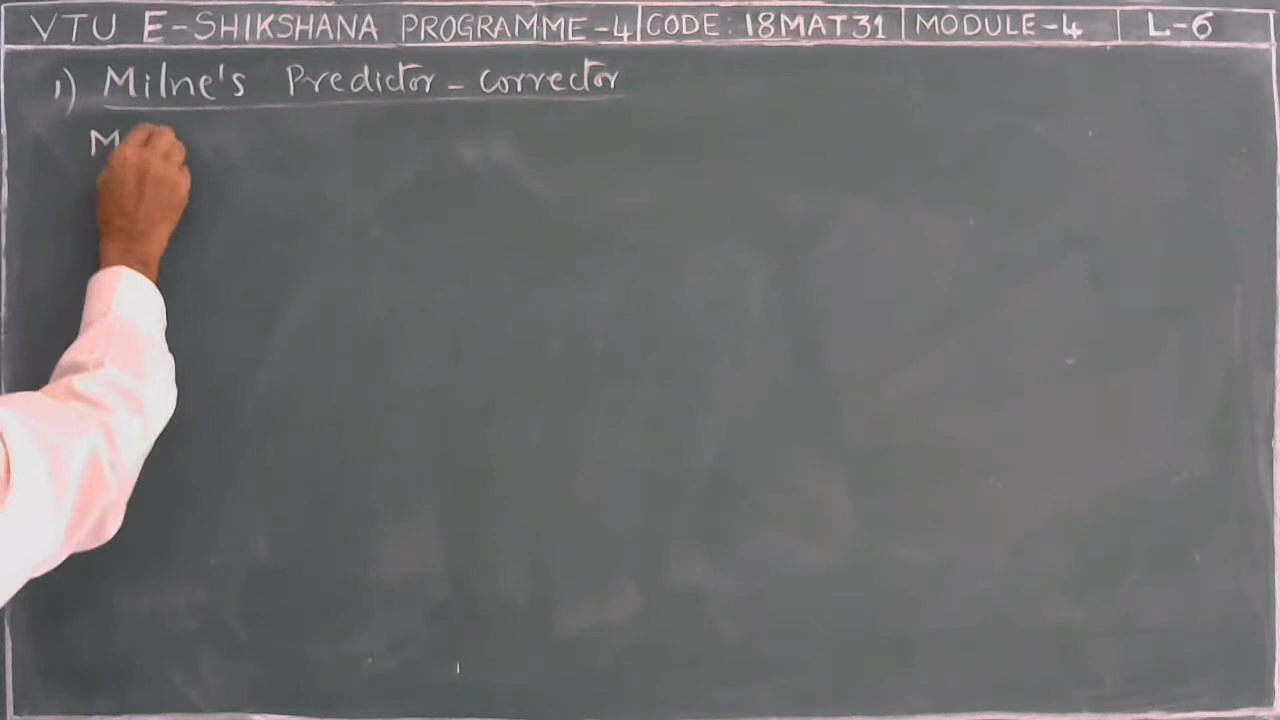 VTU E-SHIKSHANA PROGRAMME-4 CODE: 18MAT31 MODULE-4 L-6
1) Milne's Predictor - corrector
M